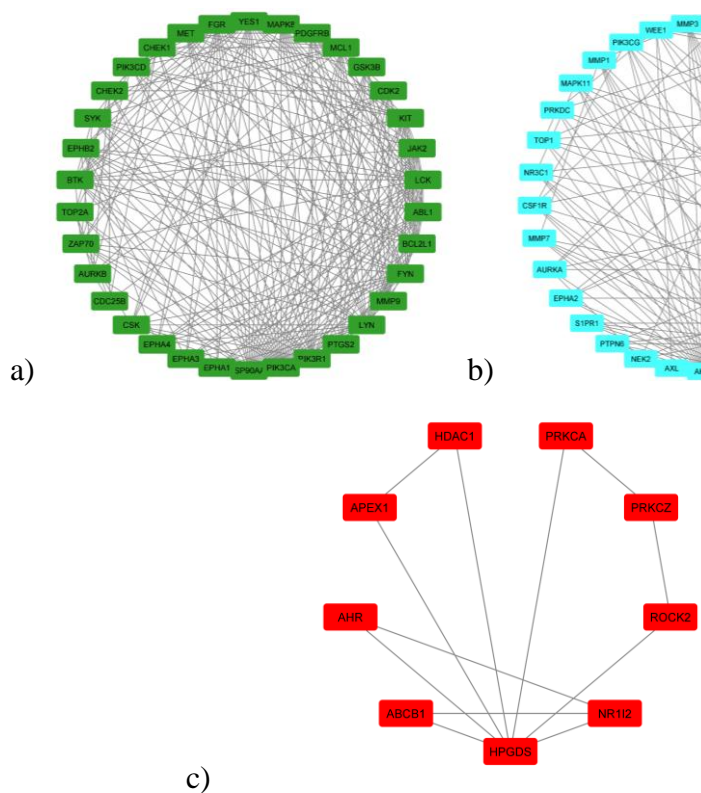 FGR YES1 MAPK8 PDGFRB
MET MCL1
CHEK1 GSK3B
PIK3CD CDK2
CHEK2 KIT
SYK JAK2
EPHB2 LCK
BTK ABL1
TOP2A BCL2L1
ZAP70 FYN
AURKB MMP9
CDC25B LYN
CSK PTGS2
EPHA4 PIK3R1
EPHA3 EPHA1 SP90AA PIK3CA
a)
MMP3
WEE1
PIK3CG
MMP1
MAPK11
PRKDC
TOP1
NR3C1
CSF1R
MMP7
AURKA
EPHA2
S1PR1
PTPN6
NEK2
AXL
b)
HDAC1 PRKCA
APEX1 PRKCZ
AHR ROCK2
ABCB1 NR1I2
HPGDS
c)